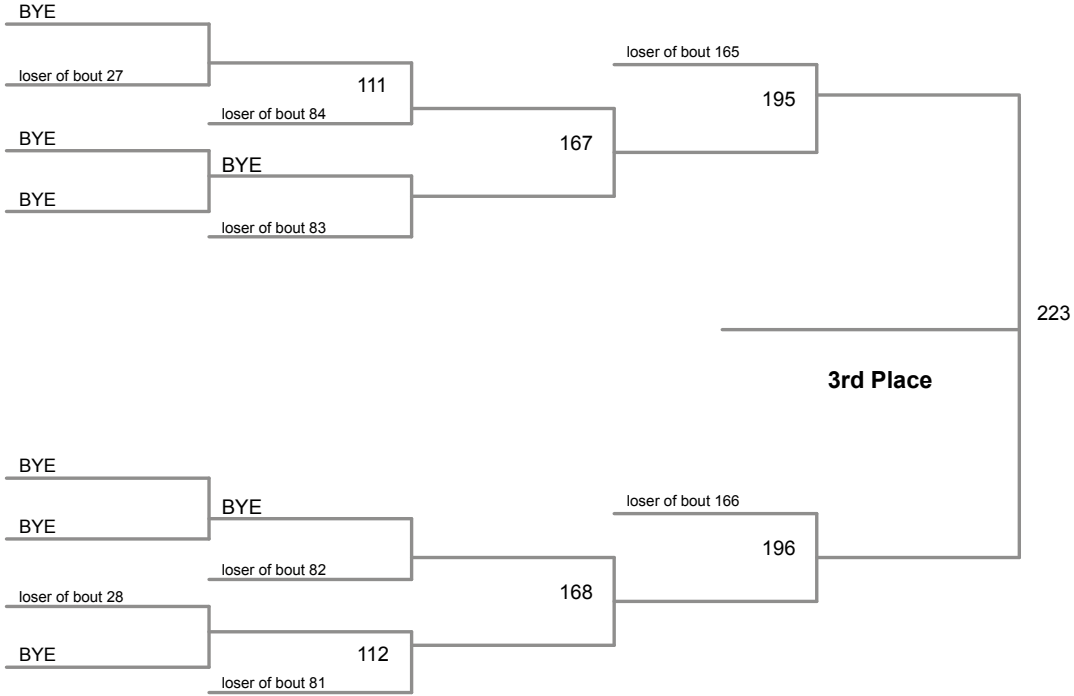 BYE
loser of bout 165
loser of bout 27
111
195
loser of bout 84
BYE
167
BYE
BYE
loser of bout 83
223
3rd Place
BYE
loser of bout 166
BYE
BYE
196
loser of bout 82
168
loser of bout 28
BYE
112
loser of bout 81